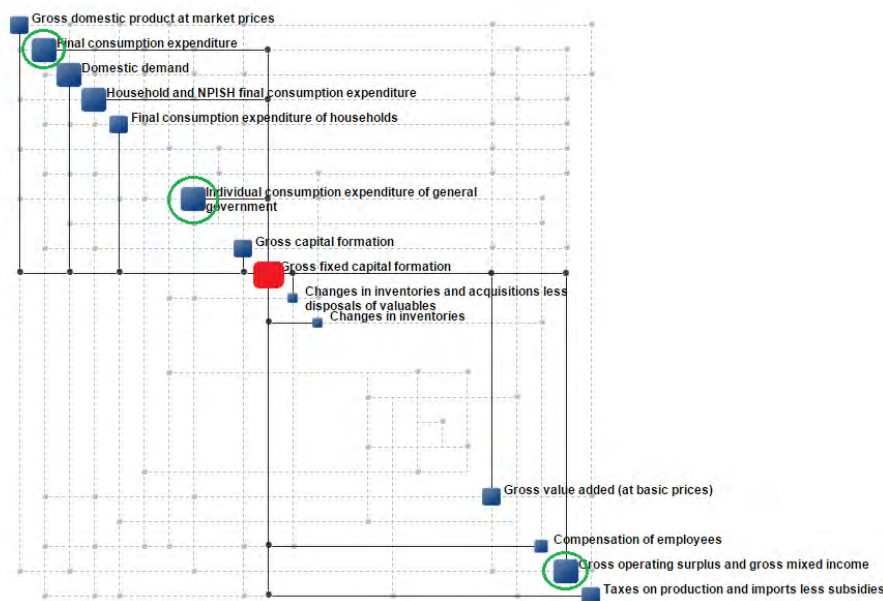 Gross domestic product at market prices
Final consumption expenditure
Domestic demand
Household and NPISH final consumption expenditure
Final consumption expenditure of households
Individual consumption expenditure of general
government
Gross capital formation
Gross fixed capital formation
Changes in inventories and acquisitions less
disposals of valuables
Changes in inventories
Gross value added (at basic prices)
Compensation of employees
Gross operating surplus and gross mixed income
Taxes on production and imports less subsidies